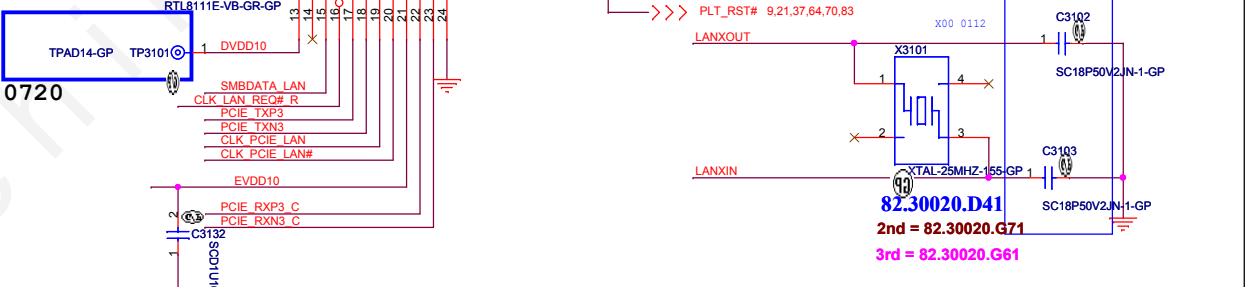 RTL8111E-VB-GR-GP
13
14
15
16
17
18
19
20
21
22
23
24
TPAD14-GP TP3101 1 DVDD10
0720
SMBDATA_LAN
CLK_LAN_REQ#_R
PCIE_TXP3
PCIE_TXN3
CLK_PCIE_LAN
CLK_PCIE_LAN#
EVDD10
PCIE_RXP3_C
PCIE_RXN3_C
2
C3132
1
PLT_RST# 9,21,37,64,70,83
X00 0112
LANXOUT
C3102
1
SC18P50V2JN-1-GP
X3101
1 4
2 3
XTAL-25MHZ-155-GP
LANXIN
C3103
1
SC18P50V2JN-1-GP
82.30020.D41
2nd = 82.30020.G71
3rd = 82.30020.G61